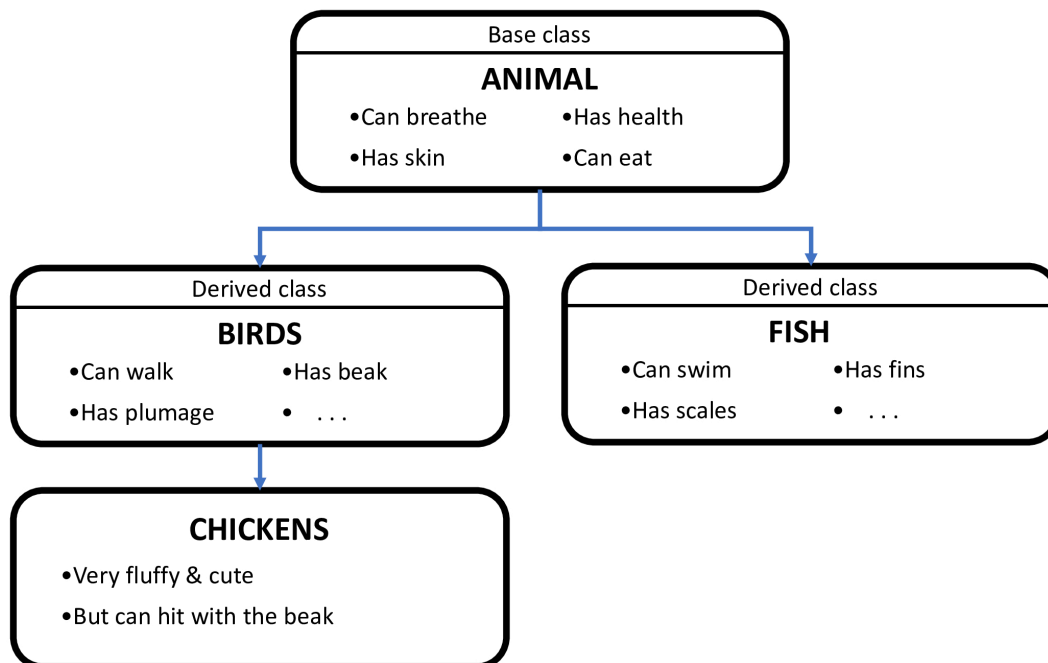 Base class
ANIMAL
•Can breathe •Has health
•Has skin •Can eat
Derived class
BIRDS
•Can walk •Has beak
•Has plumage • . . .
Derived class
FISH
•Can swim •Has fins
•Has scales • . . .
CHICKENS
•Very fluffy & cute
•But can hit with the beak